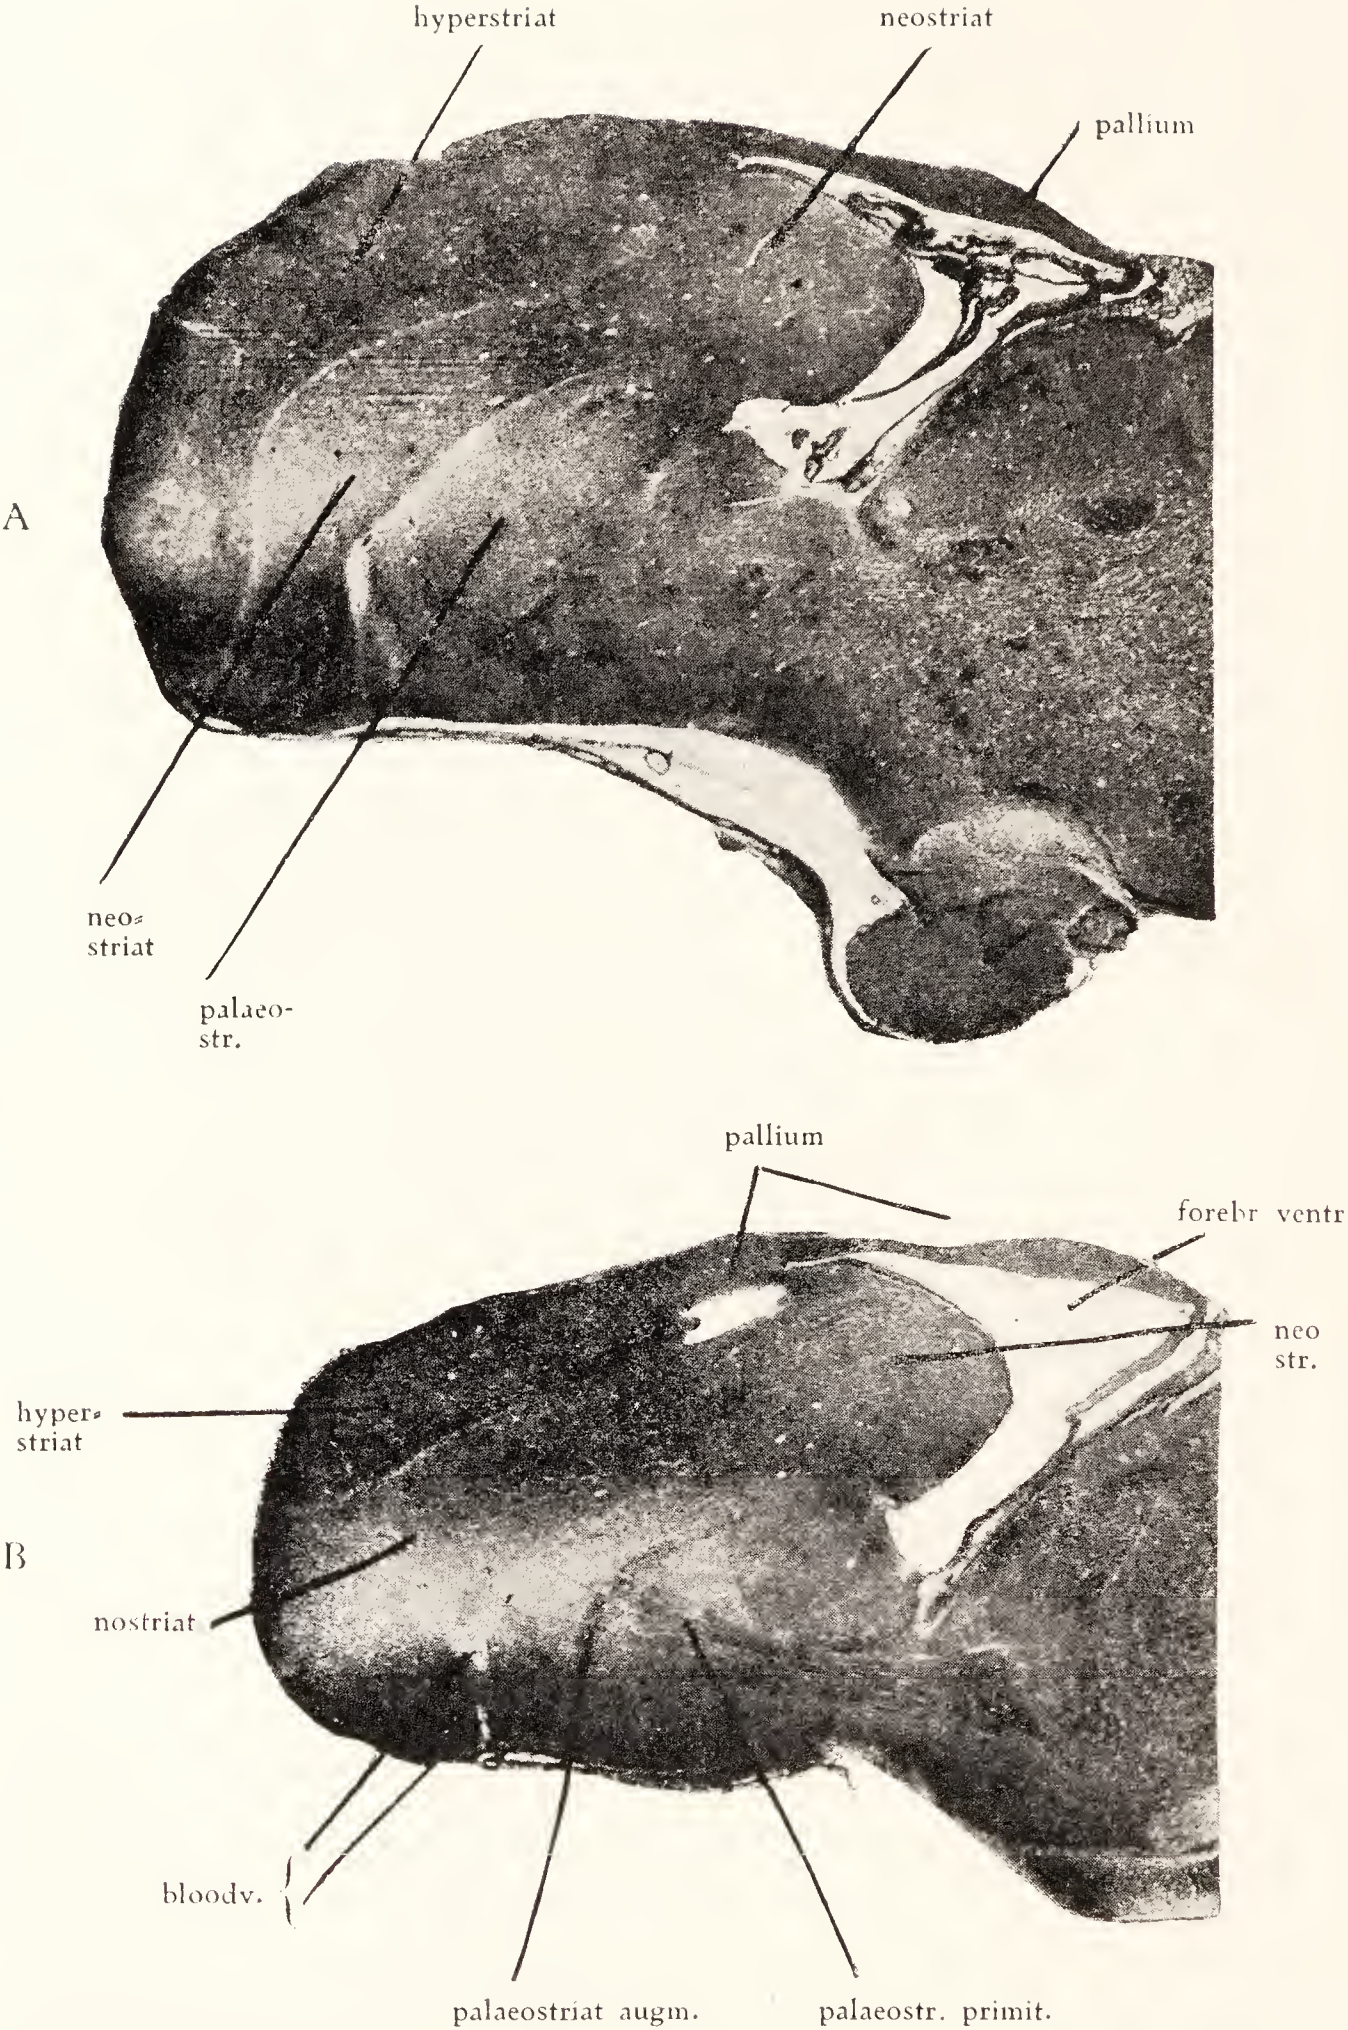 hyperstriat
neostriat
pallium
A
neo⸗
striat
palaeo-
str.
pallium
forebr ventr
neo
str.
hyper⸗
striat
B
nostriat
bloodv.
palaeostriat augm.
palaeostr. primit.